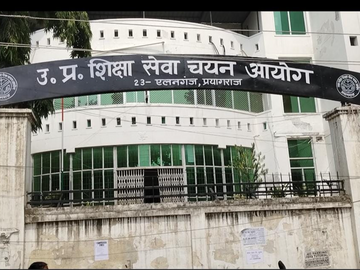 उ. प्र. शिक्षा सेवा चयन आयोग
23- एलनगंज, प्रयागराज